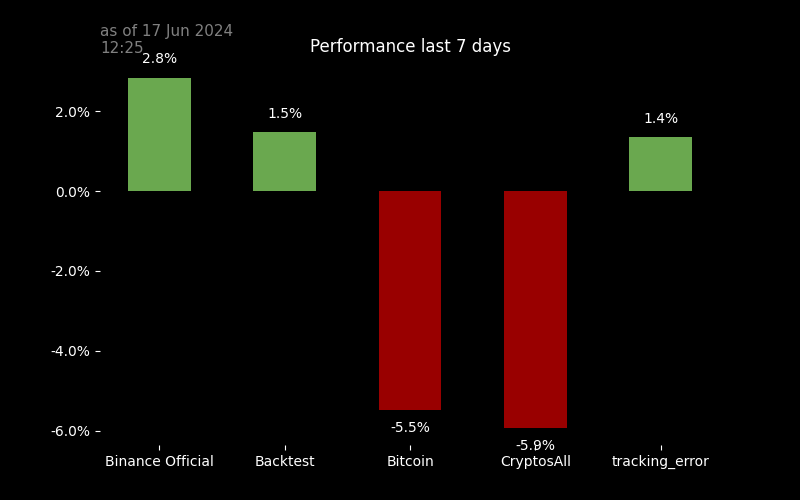 as of 17 Jun 2024
12:25
Performance last 7 days
2.8%
1.5%
1.4%
2.0%
0.0%
-2.0%
-4.0%
-6.0%
-5.5%
-5.9%
Binance Official
Backtest
Bitcoin
CryptosAll
tracking_error